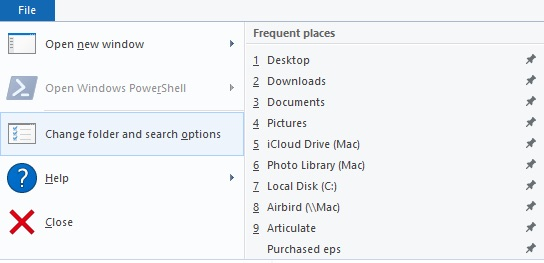 File
Open new window
Open Windows PowerShell
Change folder and search options
Help
Close
Frequent places
1 Desktop
2 Downloads
3 Documents
4 Pictures
5 iCloud Drive (Mac)
6 Photo Library (Mac)
7 Local Disk (C:)
8 Airbird (\\Mac)
9 Articulate
Purchased eps